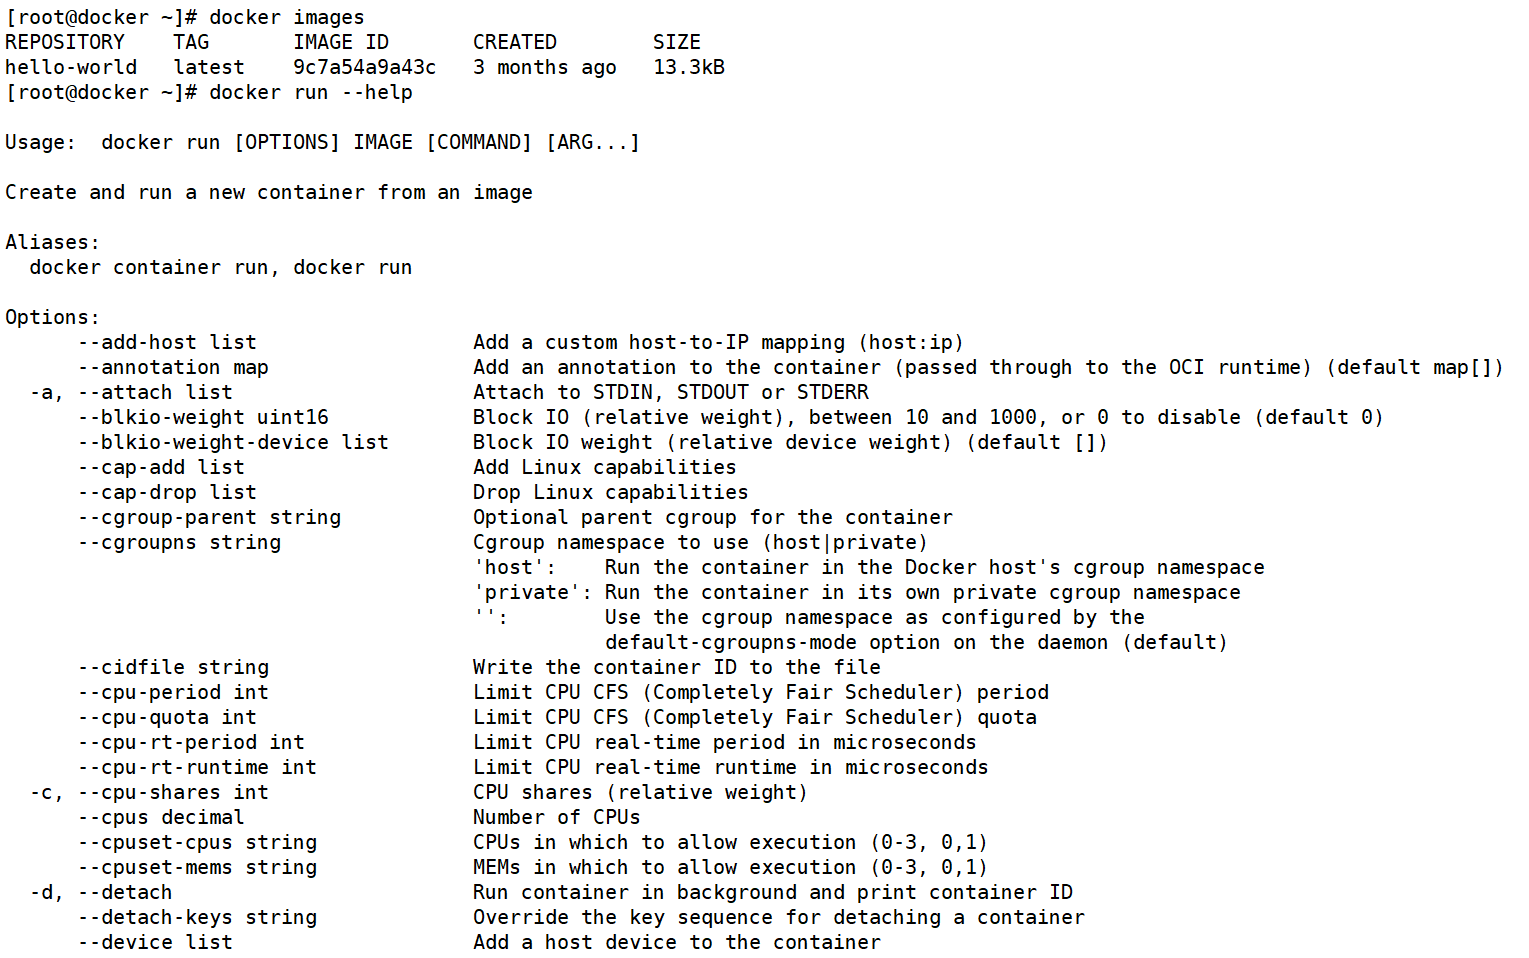 [root@docker ~]# docker images
REPOSITORY    TAG       IMAGE ID       CREATED        SIZE
hello-world   latest    9c7a54a9a43c   3 months ago   13.3kB
[root@docker ~]# docker run --help
Usage:  docker run [OPTIONS] IMAGE [COMMAND] [ARG...]
Create and run a new container from an image
Aliases:
  docker container run, docker run
Options:
      --add-host list                  Add a custom host-to-IP mapping (host:ip)
      --annotation map                 Add an annotation to the container (passed through to the OCI runtime) (default map[])
  -a, --attach list                    Attach to STDIN, STDOUT or STDERR
      --blkio-weight uint16            Block IO (relative weight), between 10 and 1000, or 0 to disable (default 0)
      --blkio-weight-device list       Block IO weight (relative device weight) (default [])
      --cap-add list                   Add Linux capabilities
      --cap-drop list                  Drop Linux capabilities
      --cgroup-parent string           Optional parent cgroup for the container
      --cgroupns string                Cgroup namespace to use (host|private)
                                       'host':    Run the container in the Docker host's cgroup namespace
                                       'private': Run the container in its own private cgroup namespace
                                       '':        Use the cgroup namespace as configured by the
                                                  default-cgroupns-mode option on the daemon (default)
      --cidfile string                 Write the container ID to the file
      --cpu-period int                 Limit CPU CFS (Completely Fair Scheduler) period
      --cpu-quota int                  Limit CPU CFS (Completely Fair Scheduler) quota
      --cpu-rt-period int              Limit CPU real-time period in microseconds
      --cpu-rt-runtime int             Limit CPU real-time runtime in microseconds
  -c, --cpu-shares int                 CPU shares (relative weight)
      --cpus decimal                   Number of CPUs
      --cpuset-cpus string             CPUs in which to allow execution (0-3, 0,1)
      --cpuset-mems string             MEMs in which to allow execution (0-3, 0,1)
  -d, --detach                         Run container in background and print container ID
      --detach-keys string             Override the key sequence for detaching a container
      --device list                    Add a host device to the container